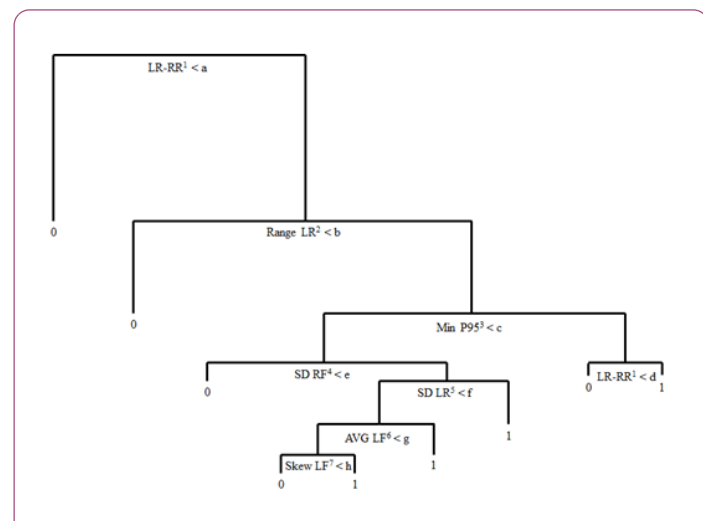 LR-RR¹ < a
0
Range LR² < b
0
Min P95³ < c
SD RF⁴ < e
LR-RR¹ < d
0
0
1
SD LR⁵ < f
AVG LF⁶ < g
1
1
Skew LF⁷ < h
0
1